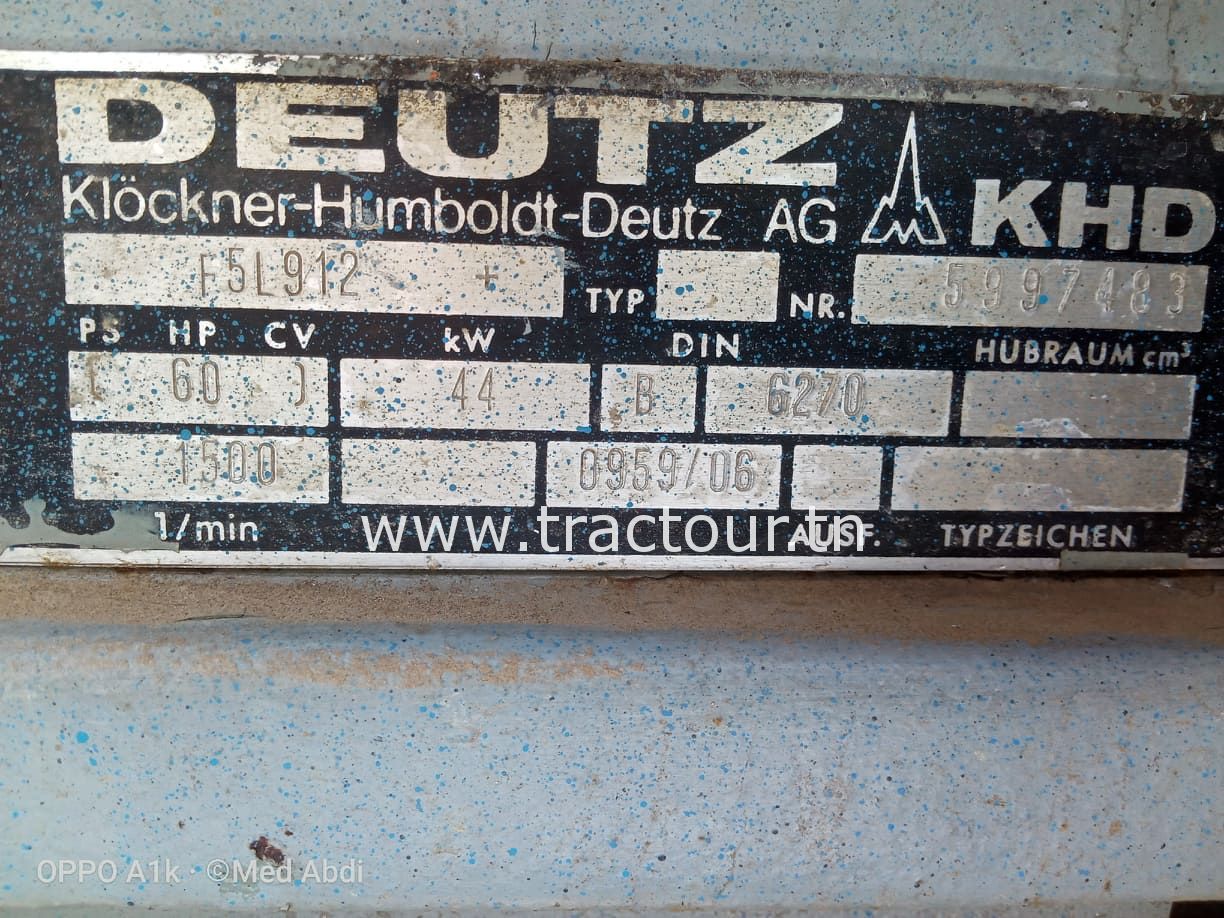 DEUTZ
Klöckner-Humboldt-Deutz AG KHD
F5L912 + TYP NR. 5997483
PS HP CV kW DIN HUBRAUM cm³
( 60 ) 44 B 6270
1500 0959/06
1/min AUSF. TYPZEICHEN
www.tractour.tn
OPPO A1k · ©Med Abdi